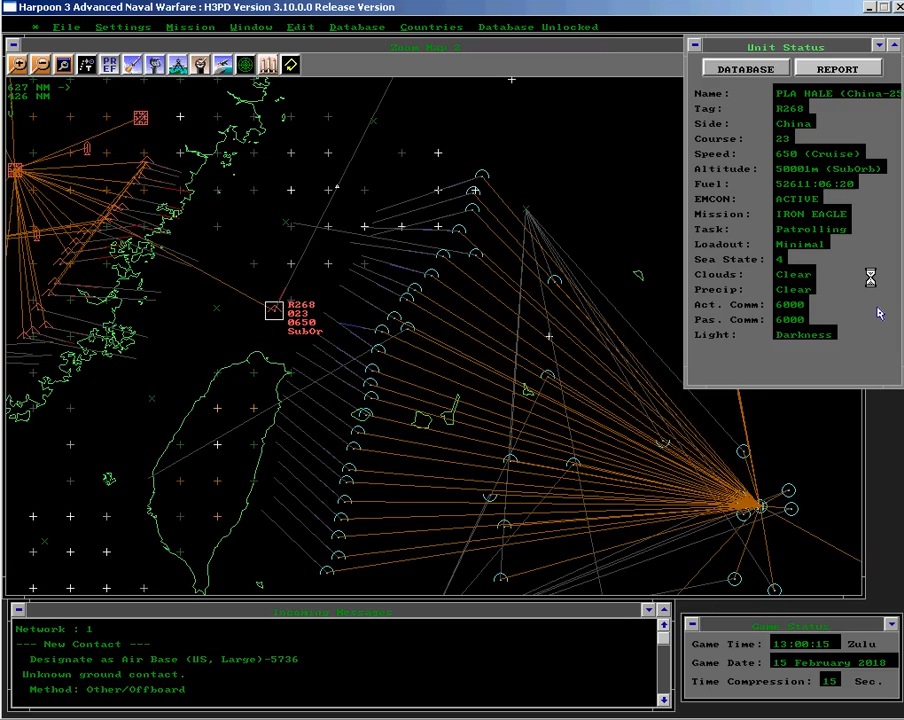 Harpoon 3 Advanced Naval Warfare : H3PD Version 3.10.0.0 Release Version
* File Settings Mission Window Edit Database Countries Database Unlocked
Zoom Map 2
PR
EF
627 NM ->
426 NM
V
R268
023
0650
SubOr
Unit Status
DATABASE REPORT
Name: PLA HALE (China-25
Tag: R268
Side: China
Course: 23
Speed: 650 (Cruise)
Altitude: 50001m (SubOrb)
Fuel: 52611:06:20
EMCON: ACTIVE
Mission: IRON EAGLE
Task: Patrolling
Loadout: Minimal
Sea State: 4
Clouds: Clear
Precip: Clear
Act. Comm: 6000
Pas. Comm: 6000
Light: Darkness
Incoming Messages
Network : 1
--- New Contact ---
Designate as Air Base (US, Large)-5736
Unknown ground contact.
Method: Other/Offboard
Game Status
Game Time: 13:00:15 Zulu
Game Date: 15 February 2018
Time Compression: 15 Sec.